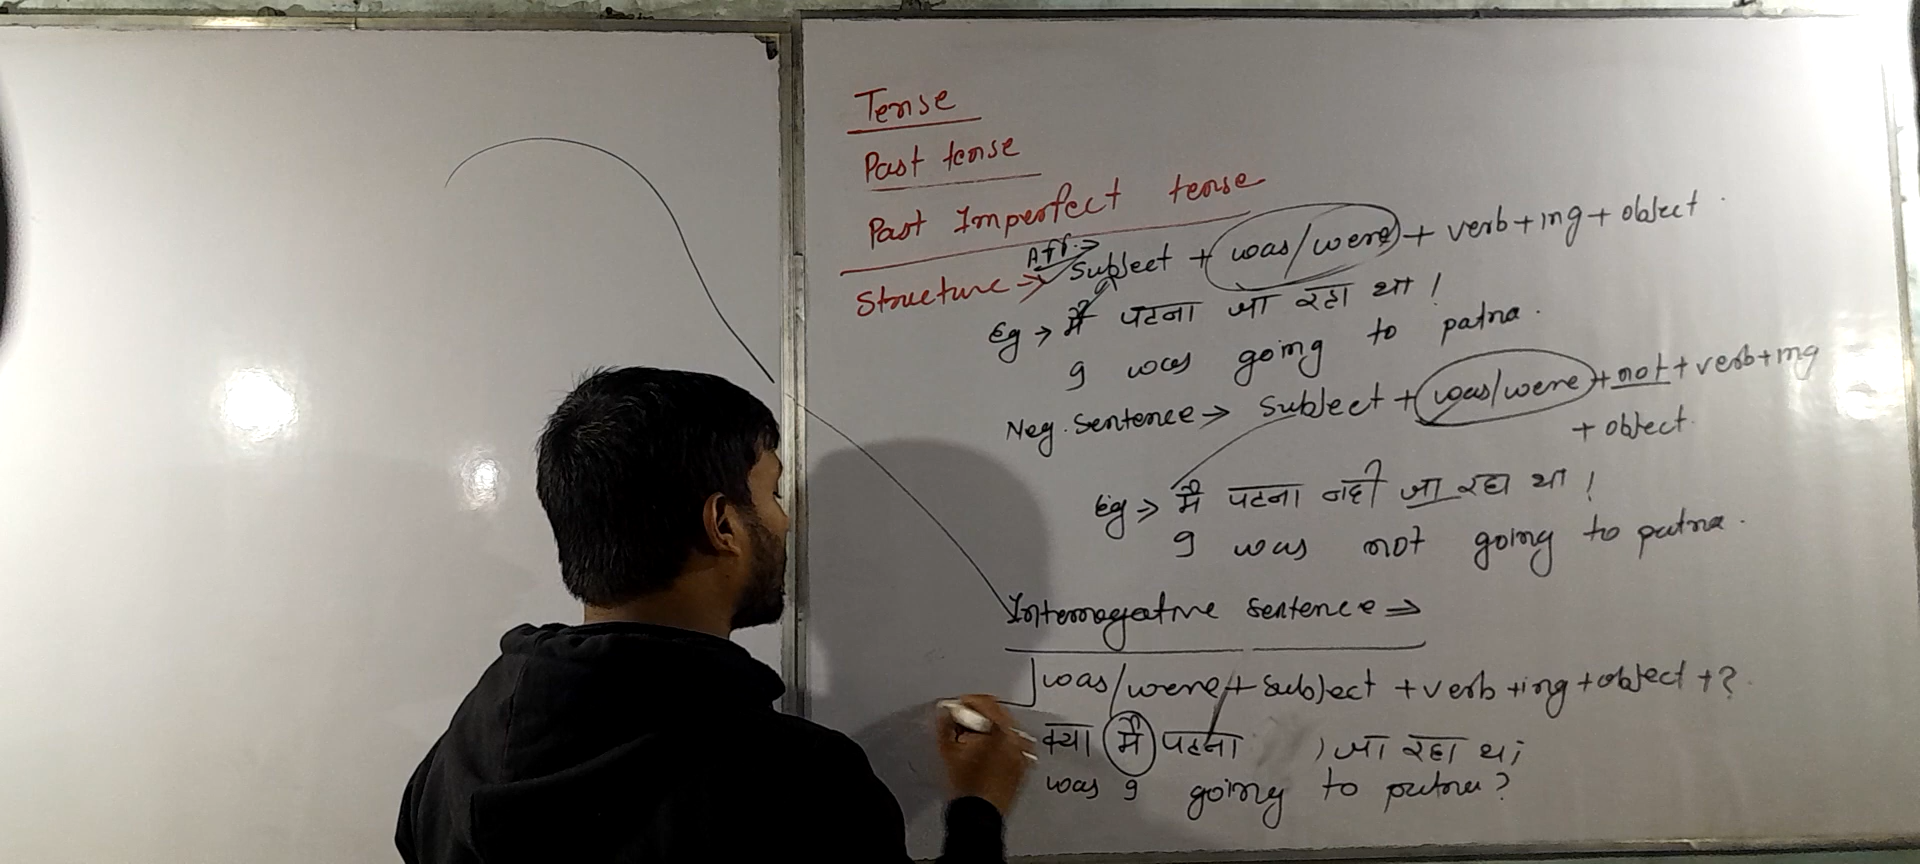 Tense
Past tense
Past Imperfect tense
Structure → Aff. → Subject + was/were + verb + ing + object.
Eg → मैं पटना जा रहा था !
I was going to patna.
Neg. Sentence → Subject + was/were + not + verb + ing
+ object.
Eg → मैं पटना नहीं जा रहा था !
I was not going to patna.
Interrogative sentence →
was/were + Subject + verb + ing + object + ?
क्या मैं पटना जा रहा था
was I going to patna?